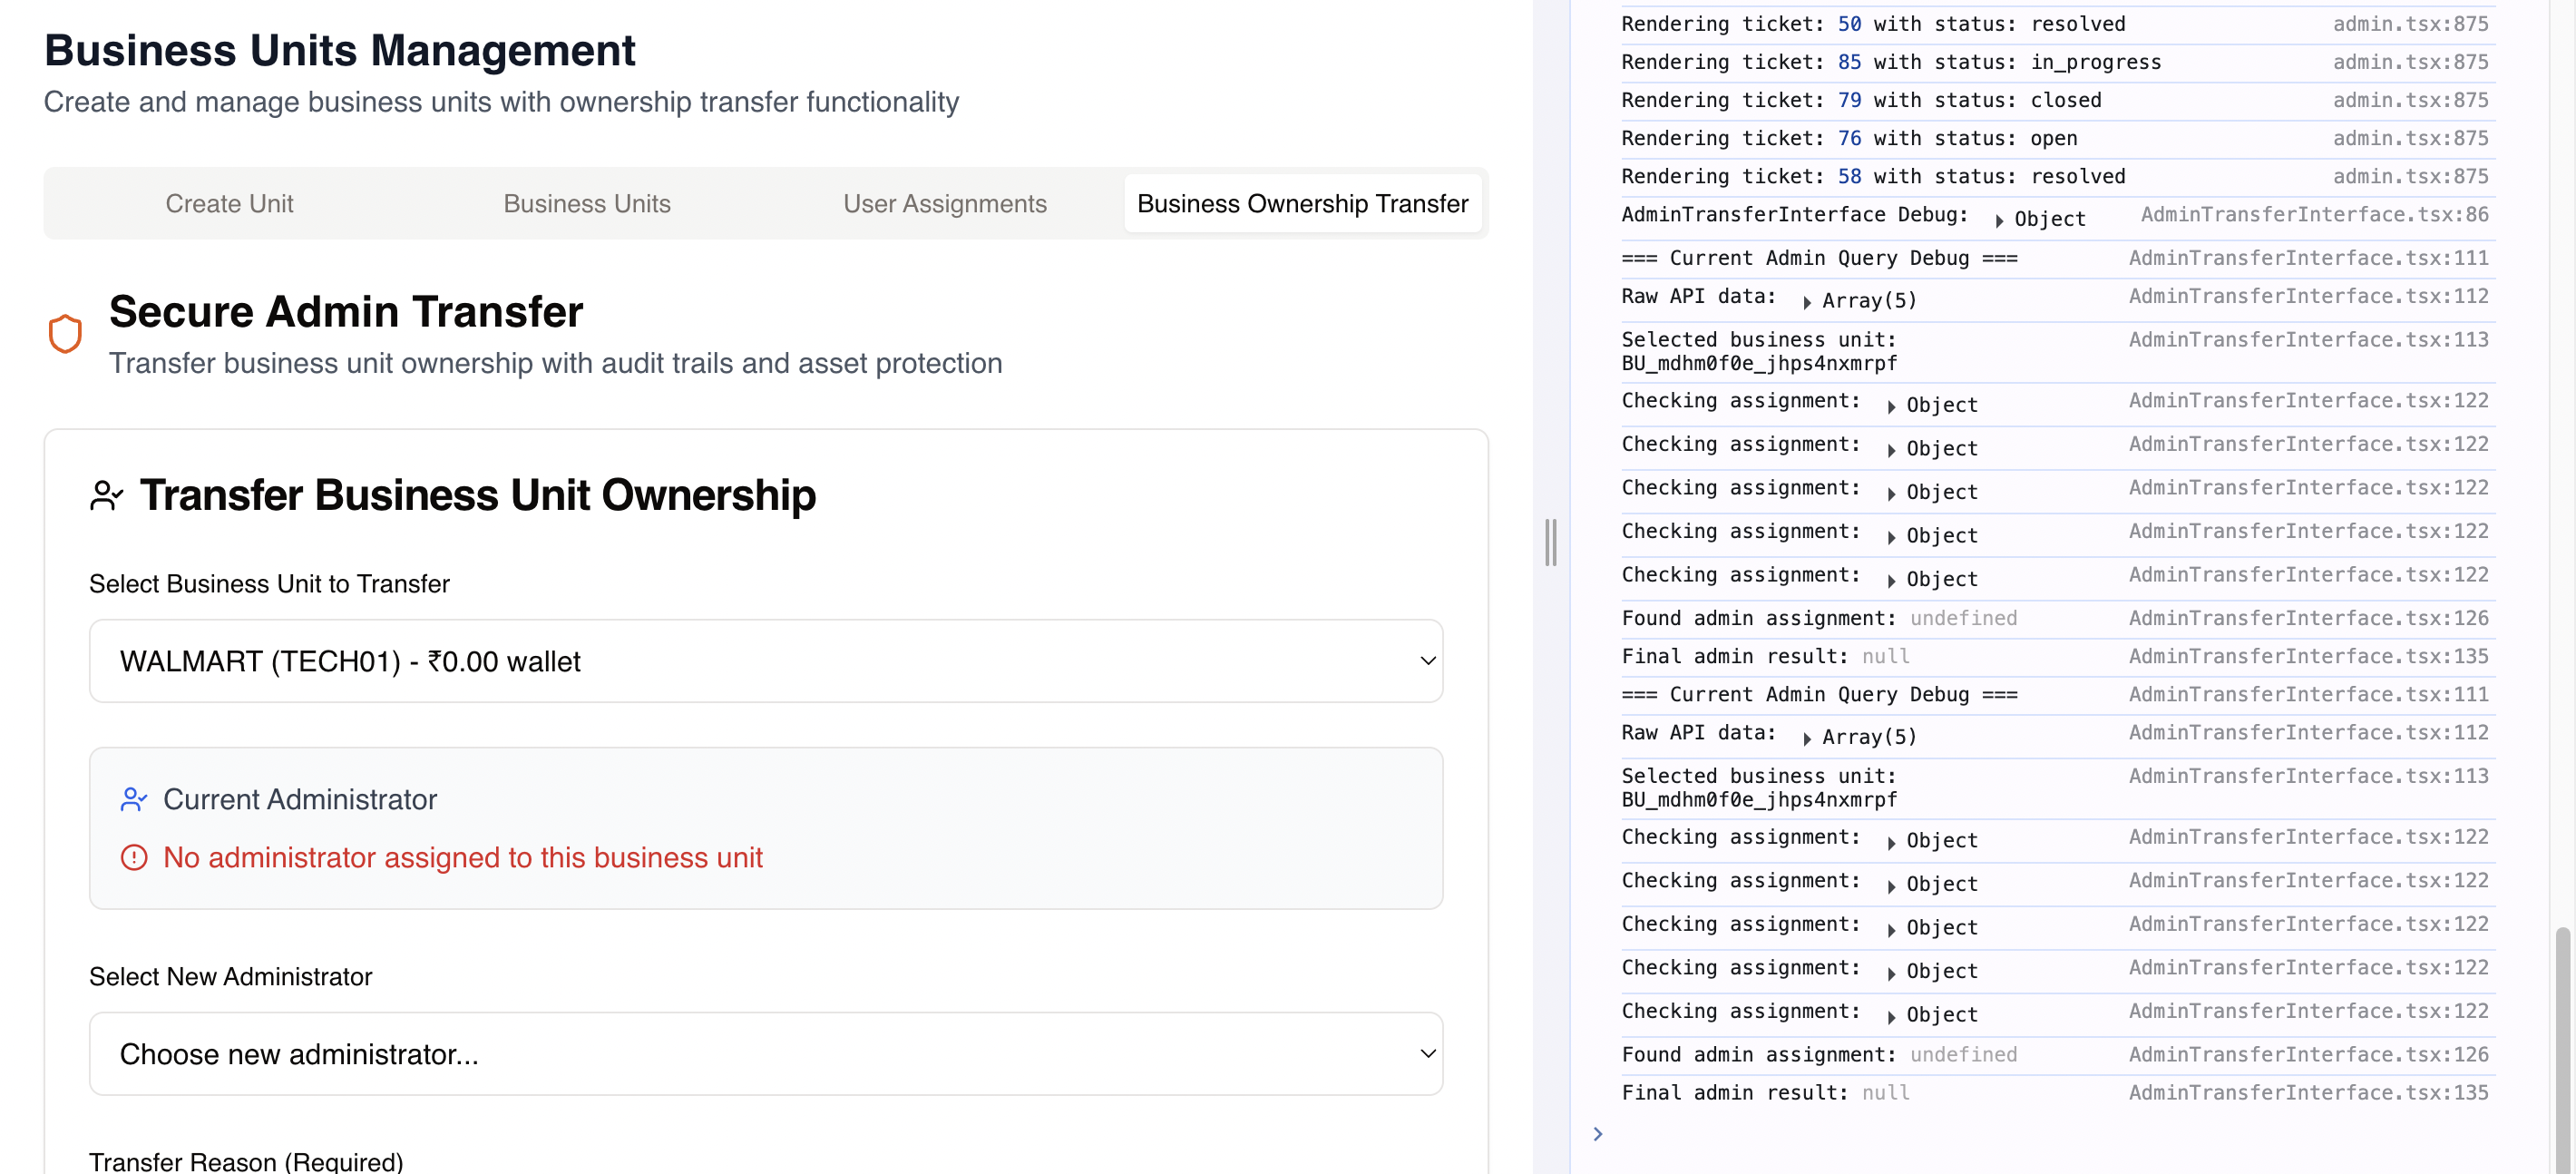 Business Units Management
Create and manage business units with ownership transfer functionality
Create Unit
Business Units
User Assignments
Business Ownership Transfer
Secure Admin Transfer
Transfer business unit ownership with audit trails and asset protection
Transfer Business Unit Ownership
Select Business Unit to Transfer
WALMART (TECH01) - ₹0.00 wallet
Current Administrator
No administrator assigned to this business unit
Select New Administrator
Choose new administrator...
Transfer Reason (Required)
Rendering ticket: 50 with status: resolved admin.tsx:875
Rendering ticket: 85 with status: in_progress admin.tsx:875
Rendering ticket: 79 with status: closed admin.tsx:875
Rendering ticket: 76 with status: open admin.tsx:875
Rendering ticket: 58 with status: resolved admin.tsx:875
AdminTransferInterface Debug: Object AdminTransferInterface.tsx:86
=== Current Admin Query Debug === AdminTransferInterface.tsx:111
Raw API data: Array(5) AdminTransferInterface.tsx:112
Selected business unit: AdminTransferInterface.tsx:113
BU_mdhm0f0e_jhps4nxmrpf
Checking assignment: Object AdminTransferInterface.tsx:122
Checking assignment: Object AdminTransferInterface.tsx:122
Checking assignment: Object AdminTransferInterface.tsx:122
Checking assignment: Object AdminTransferInterface.tsx:122
Checking assignment: Object AdminTransferInterface.tsx:122
Found admin assignment: undefined AdminTransferInterface.tsx:126
Final admin result: null AdminTransferInterface.tsx:135
=== Current Admin Query Debug === AdminTransferInterface.tsx:111
Raw API data: Array(5) AdminTransferInterface.tsx:112
Selected business unit: AdminTransferInterface.tsx:113
BU_mdhm0f0e_jhps4nxmrpf
Checking assignment: Object AdminTransferInterface.tsx:122
Checking assignment: Object AdminTransferInterface.tsx:122
Checking assignment: Object AdminTransferInterface.tsx:122
Checking assignment: Object AdminTransferInterface.tsx:122
Checking assignment: Object AdminTransferInterface.tsx:122
Found admin assignment: undefined AdminTransferInterface.tsx:126
Final admin result: null AdminTransferInterface.tsx:135